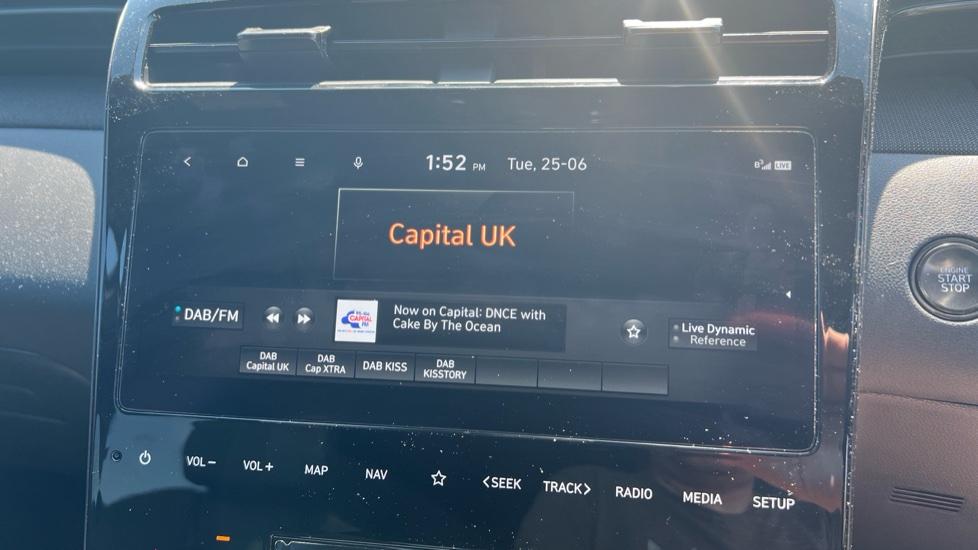 1:52 PM Tue, 25-06
LIVE
Capital UK
DAB/FM
CAPITAL
FM
Now on Capital: DNCE with
Cake By The Ocean
Live Dynamic
Reference
DAB
Capital UK
DAB
Cap XTRA
DAB KISS
DAB
KISSTORY
ENGINE
START
STOP
VOL−
VOL+
MAP
NAV
<SEEK
TRACK>
RADIO
MEDIA
SETUP